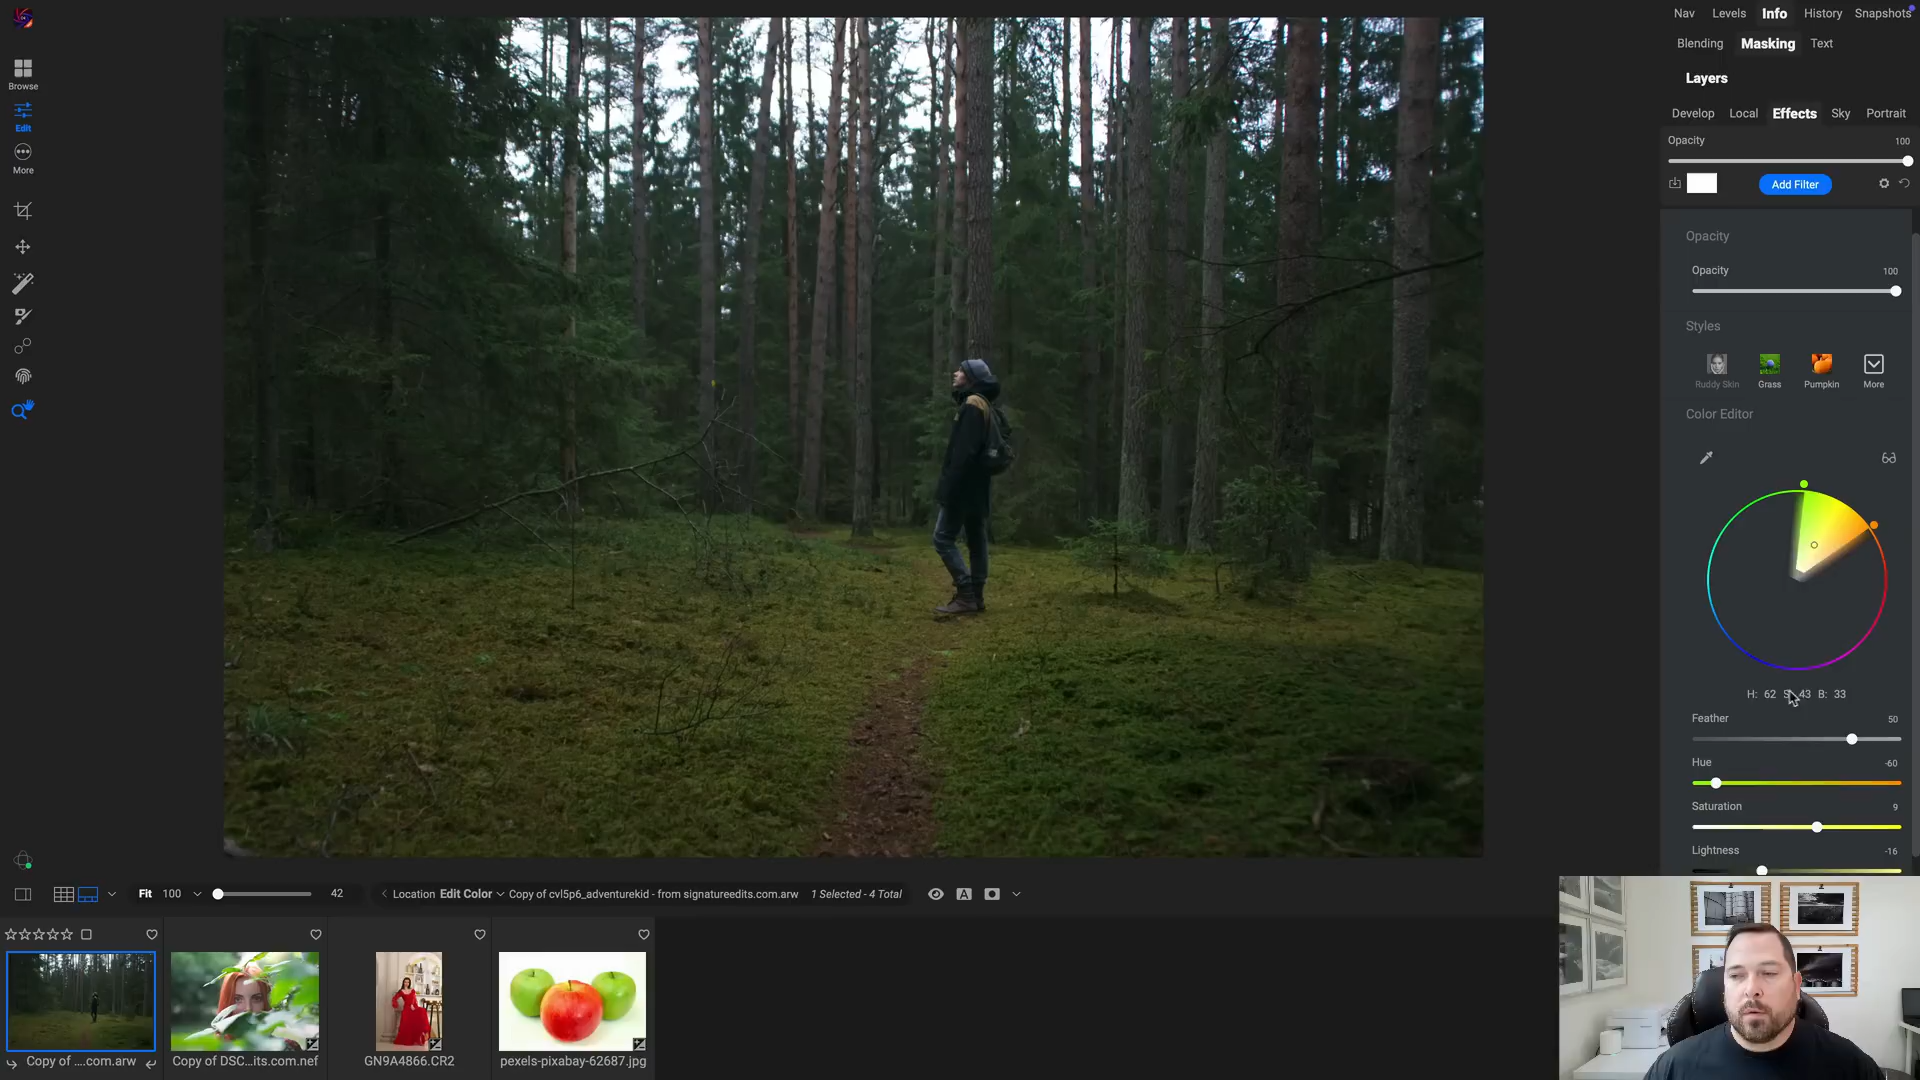 Nav Levels Info History Snapshots
Browse
Blending Masking Text
Layers
Edit
Develop Local Effects Sky Portrait
Opacity 100
More
Add Filter
Opacity
Opacity 100
Styles
Ruddy Skin Grass Pumpkin More
Color Editor
H: 62 S: 43 B: 33
Feather 50
Hue -60
Saturation 9
Lightness -16
Fit 100 42 Location Edit Color Copy of cvl5p6_adventurekid - from signatureedits.com.arw 1 Selected - 4 Total A
Copy of ....com.arw Copy of DSC...its.com.nef GN9A4866.CR2 pexels-pixabay-62687.jpg